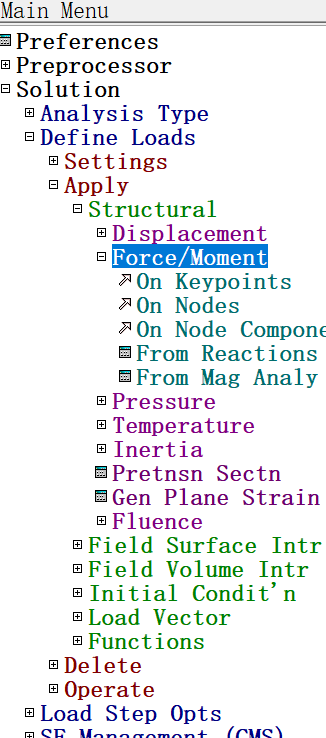 Main Menu
Preferences
Preprocessor
Solution
Analysis Type
Define Loads
Settings
Apply
Structural
Displacement
Force/Moment
On Keypoints
On Nodes
On Node Compone
From Reactions
From Mag Analy
Pressure
Temperature
Inertia
Pretnsn Sectn
Gen Plane Strain
Fluence
Field Surface Intr
Field Volume Intr
Initial Condit'n
Load Vector
Functions
Delete
Operate
Load Step Opts
SE Management (CMS)